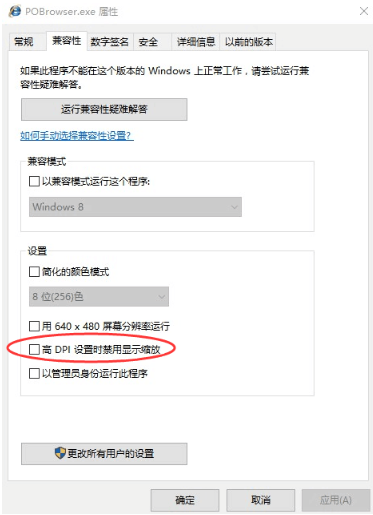 POBrowser.exe 属性
常规 兼容性 数字签名 安全 详细信息 以前的版本
如果此程序不能在这个版本的 Windows 上正常工作，请尝试运行兼
容性疑难解答。
运行兼容性疑难解答
如何手动选择兼容性设置?
兼容模式
以兼容模式运行这个程序:
Windows 8
设置
简化的颜色模式
8 位(256)色
用 640 x 480 屏幕分辨率运行
高 DPI 设置时禁用显示缩放
以管理员身份运行此程序
更改所有用户的设置
确定 取消 应用(A)